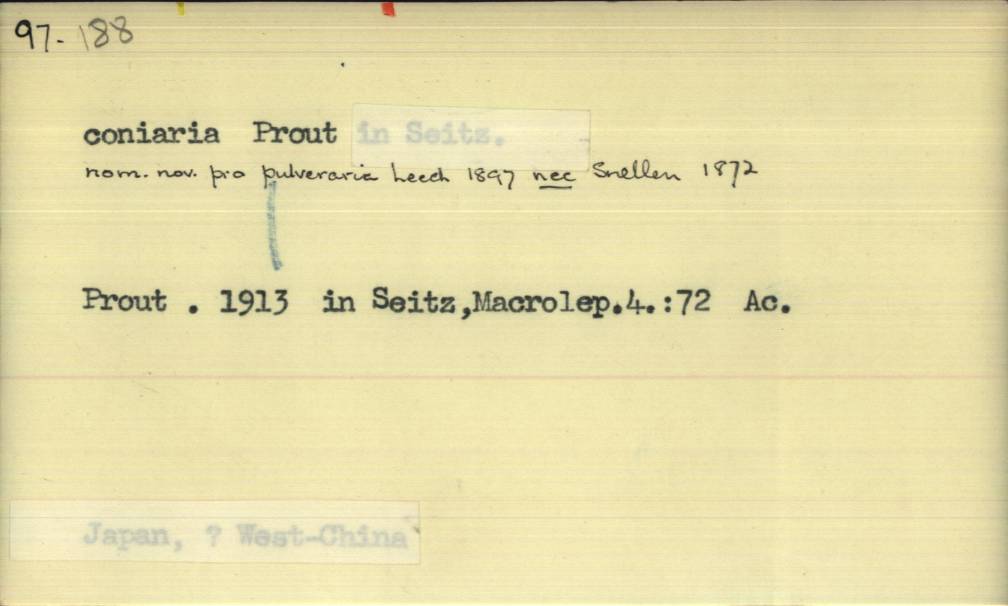 97-188
coniaria Prout in Seitz.
nom. nov. pro pulveraria Leech 1897 nec Snellen 1872
Prout . 1913 in Seitz,Macrolep.4.:72 Ac.
Japan, ? West-China